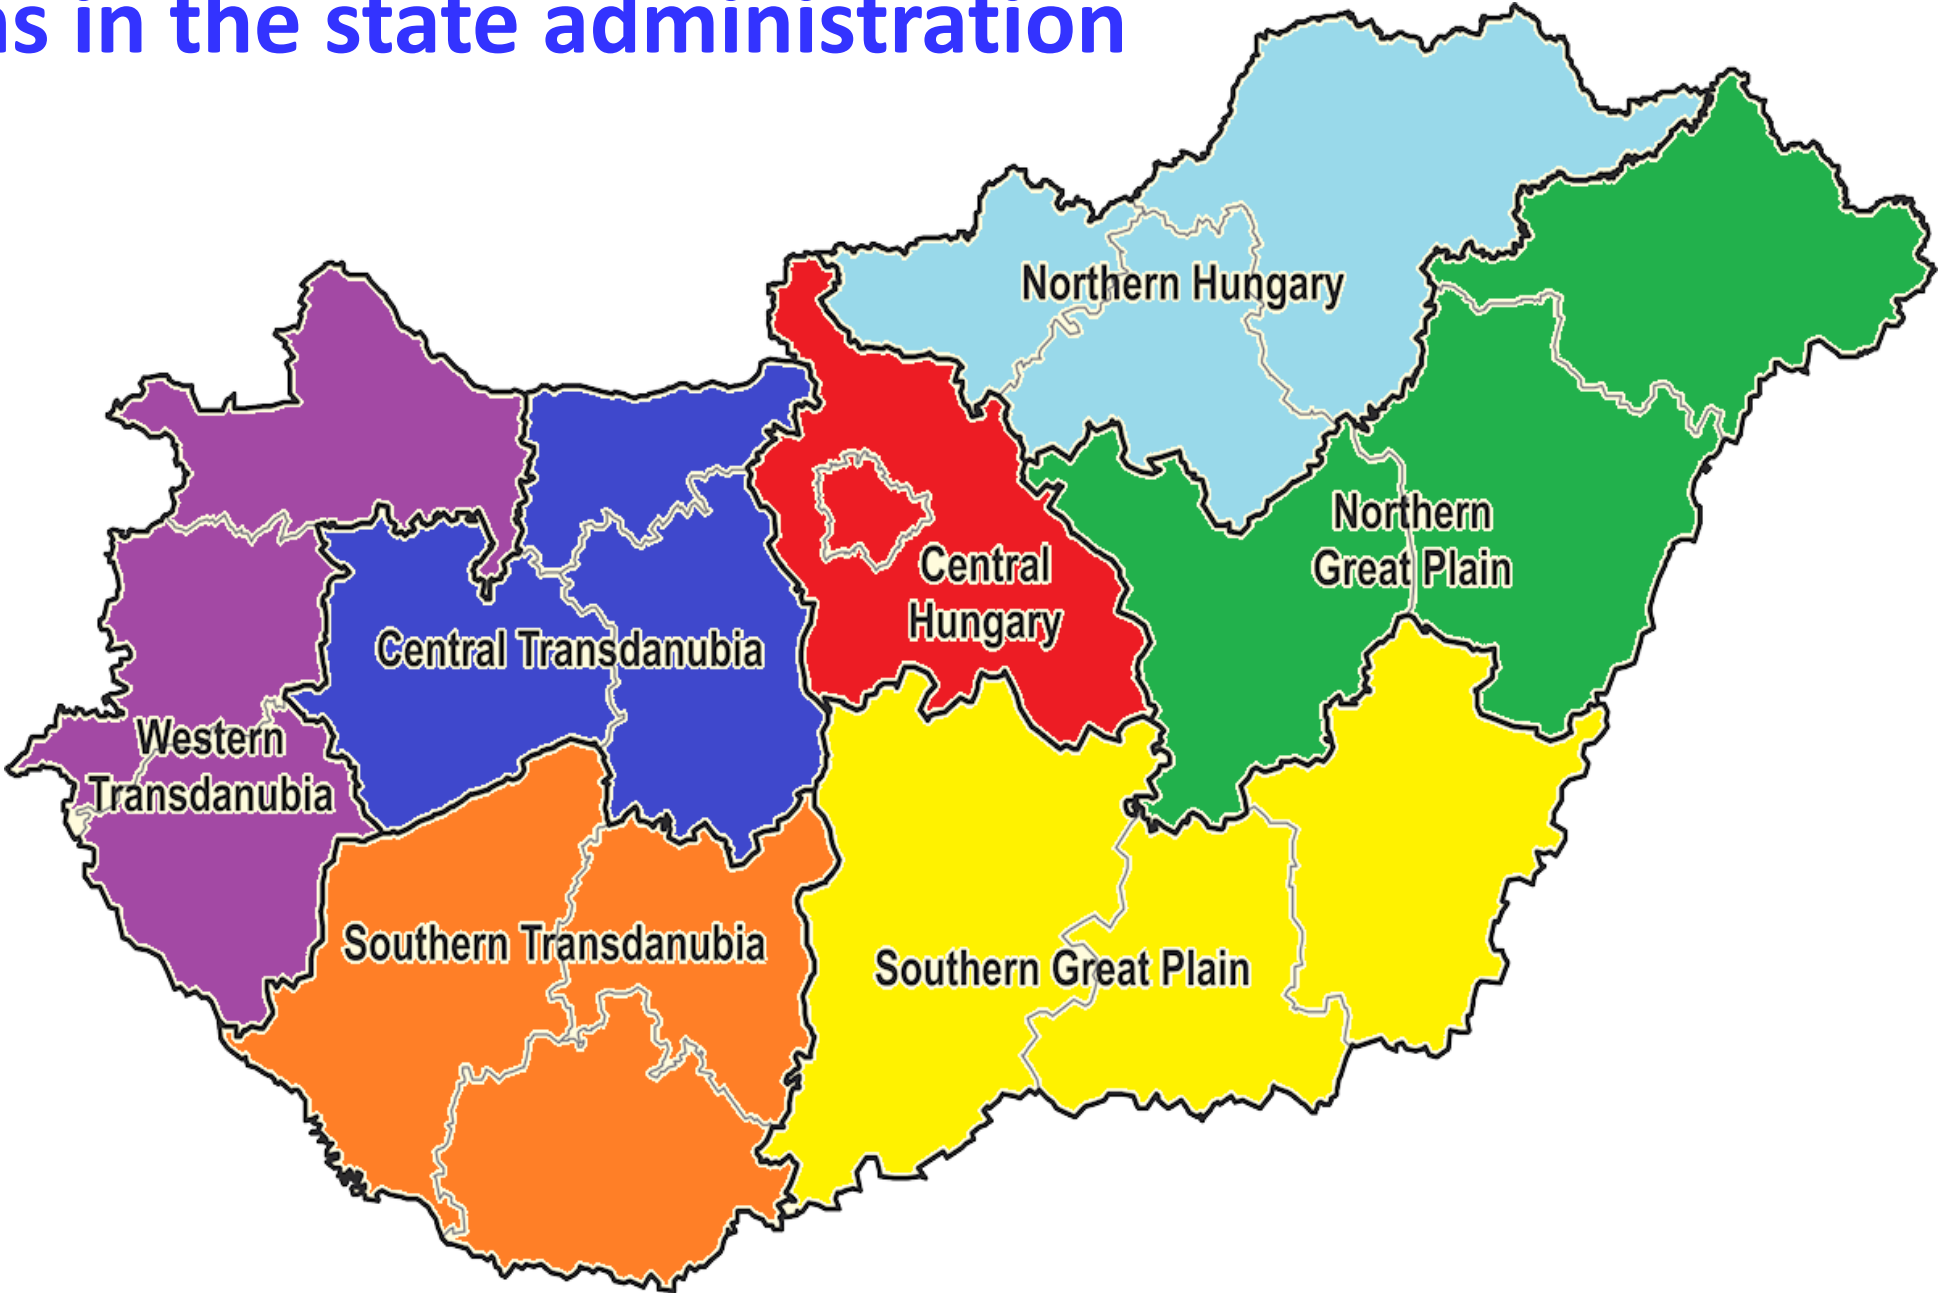 in the state administration
Northern Hungary
Northern
Great Plain
Central
Hungary
Central Transdanubia
Western
Transdanubia
Southern Transdanubia
Southern Great Plain